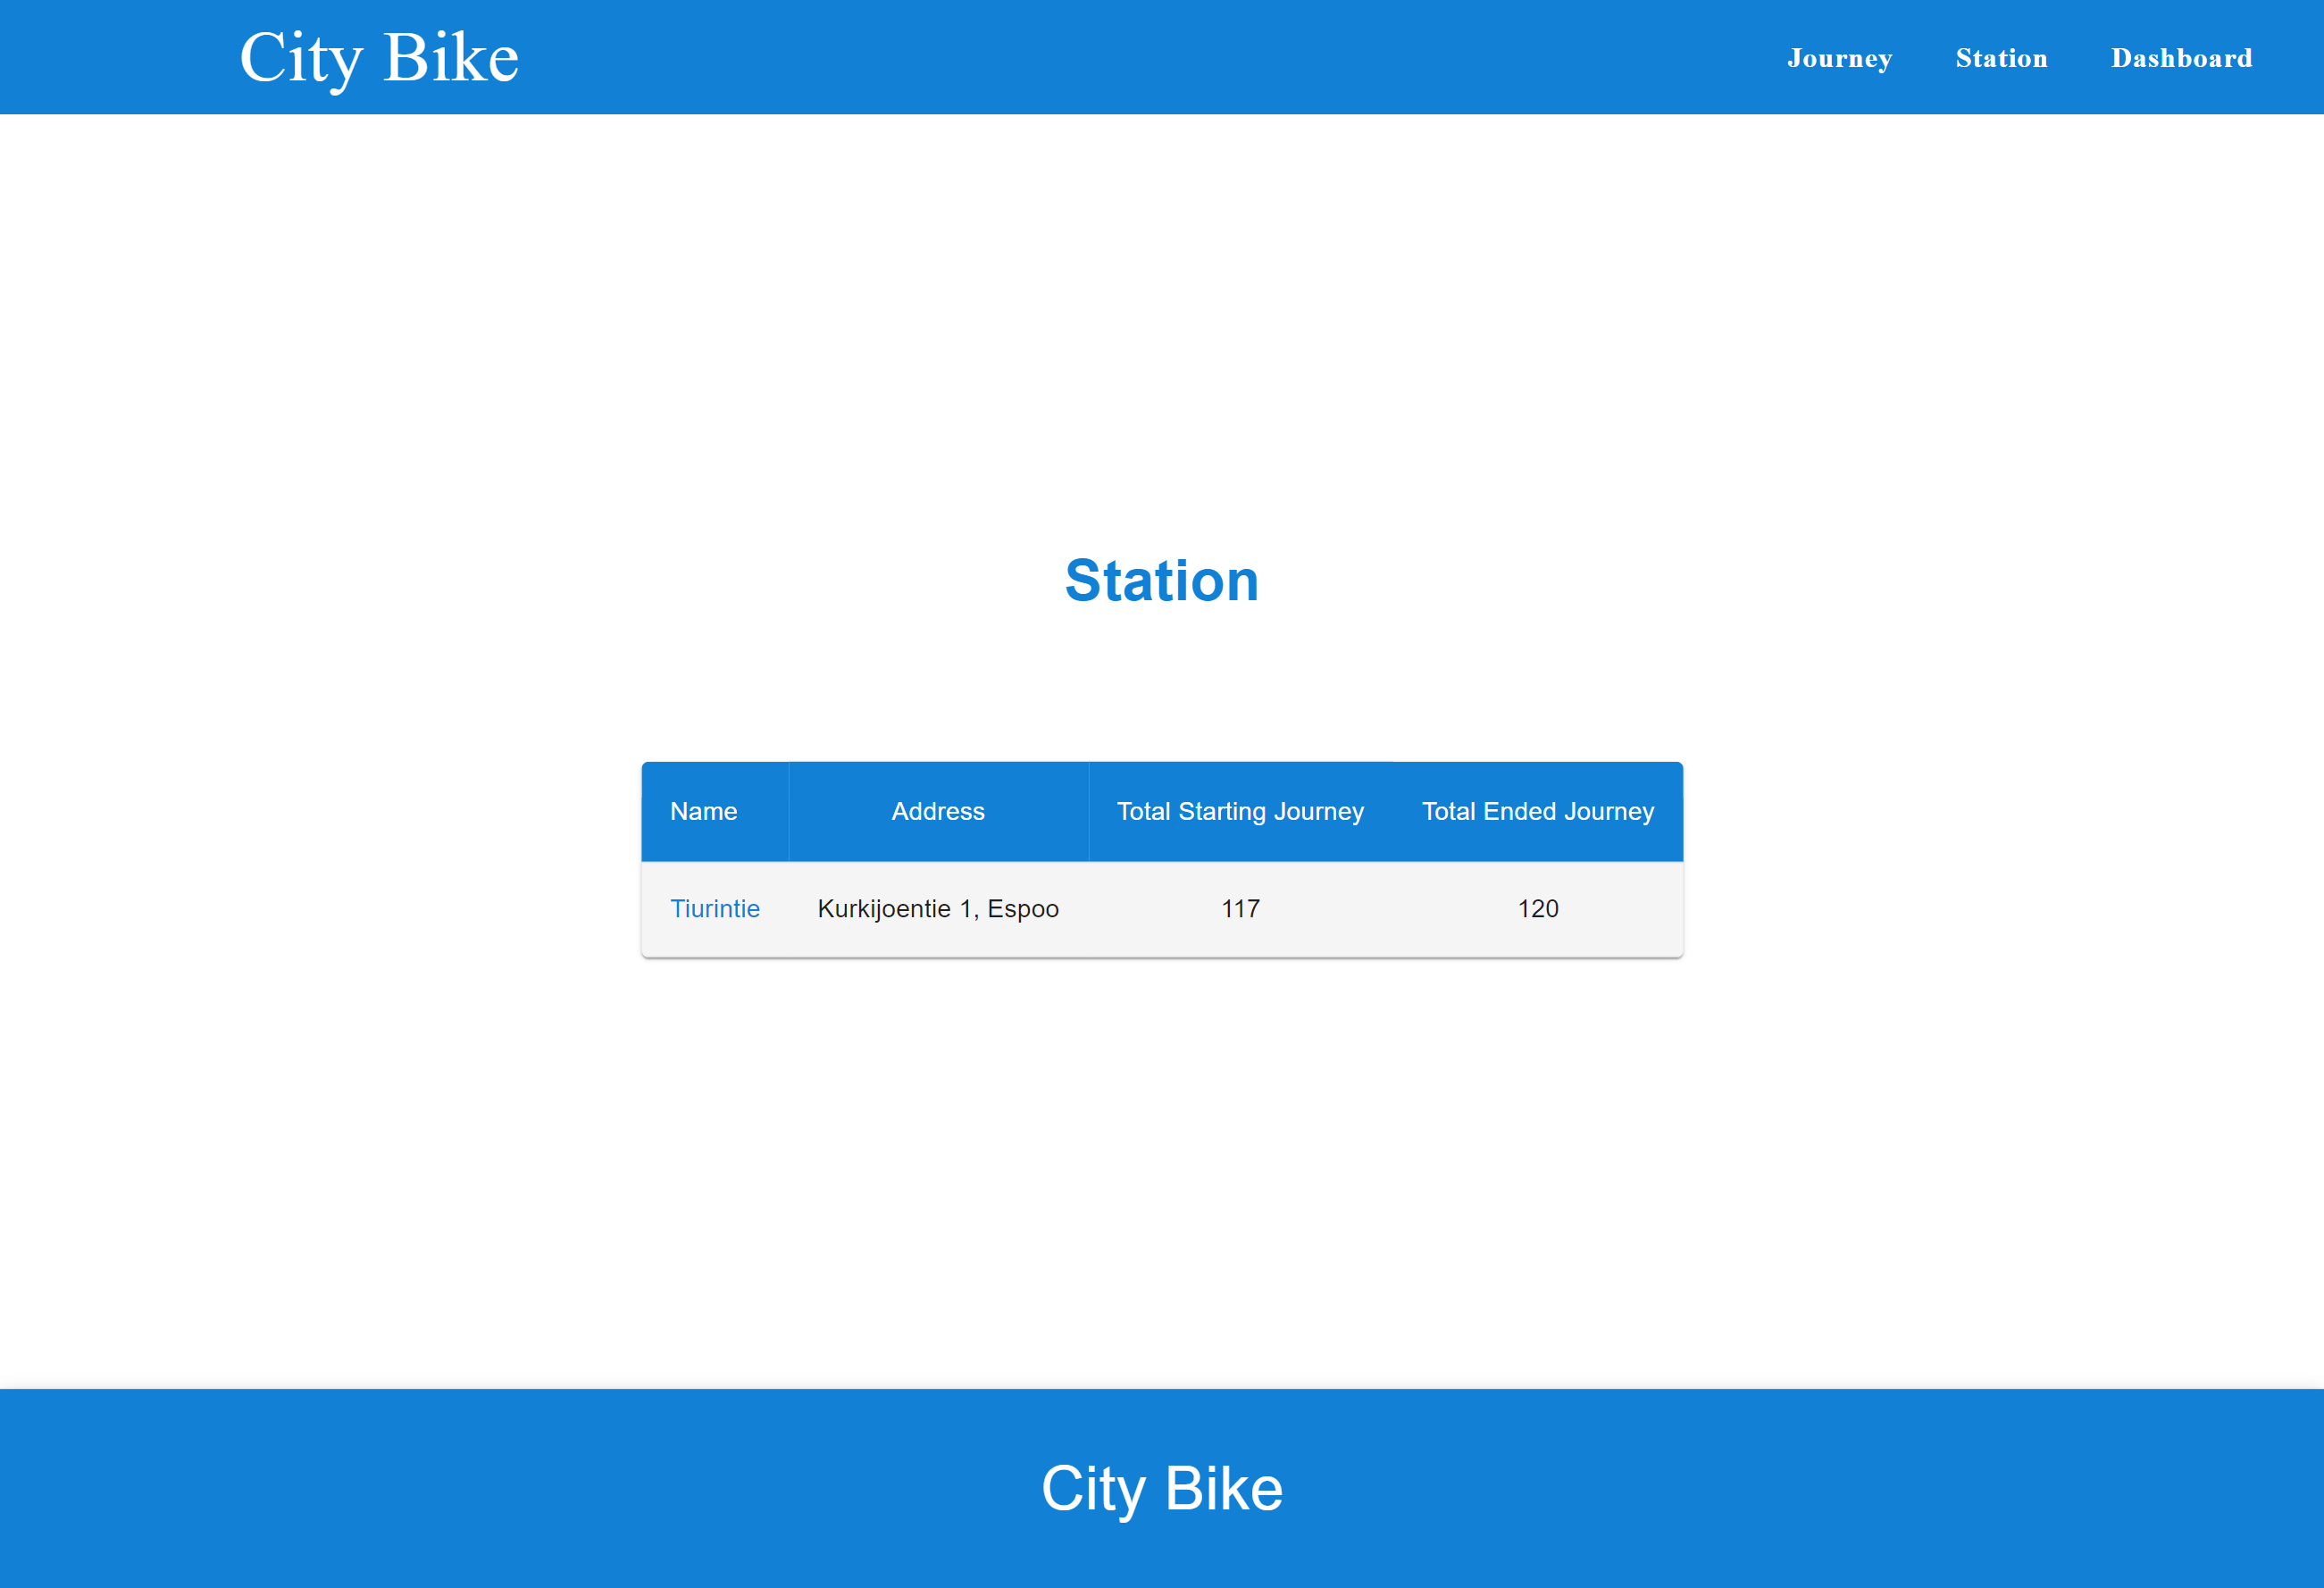 City Bike
Journey Station Dashboard
Station
Name Address Total Starting Journey Total Ended Journey
Tiurintie Kurkijoentie 1, Espoo 117 120
City Bike